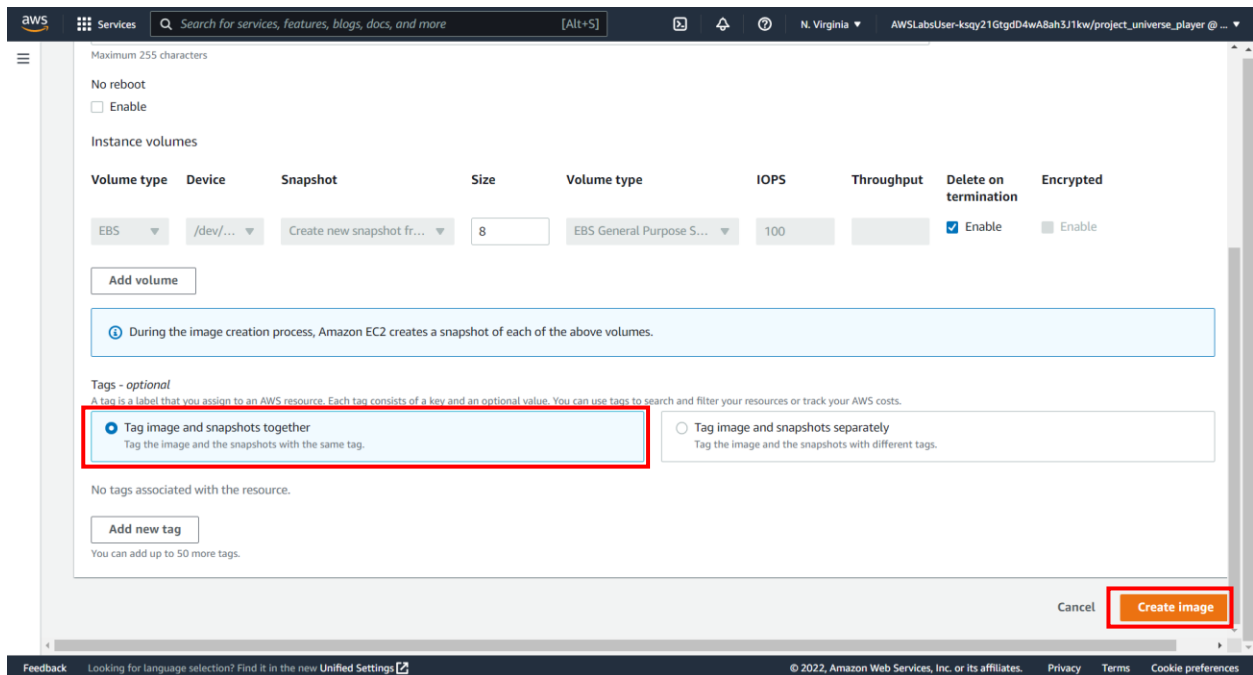 aws Services Search for services, features, blogs, docs, and more [Alt+S] N. Virginia AWSLabsUser-ksqy21GtgdD4wA8ah3J1kw/project_universe_player @ ...
Maximum 255 characters
No reboot
Enable
Instance volumes
Volume type Device Snapshot Size Volume type IOPS Throughput Delete on termination Encrypted
EBS /dev/... Create new snapshot fr... 8 EBS General Purpose S... 100 Enable Enable
Add volume
During the image creation process, Amazon EC2 creates a snapshot of each of the above volumes.
Tags - optional
A tag is a label that you assign to an AWS resource. Each tag consists of a key and an optional value. You can use tags to search and filter your resources or track your AWS costs.
Tag image and snapshots together
Tag the image and the snapshots with the same tag.
Tag image and snapshots separately
Tag the image and the snapshots with different tags.
No tags associated with the resource.
Add new tag
You can add up to 50 more tags.
Cancel Create image
Feedback Looking for language selection? Find it in the new Unified Settings © 2022, Amazon Web Services, Inc. or its affiliates. Privacy Terms Cookie preferences